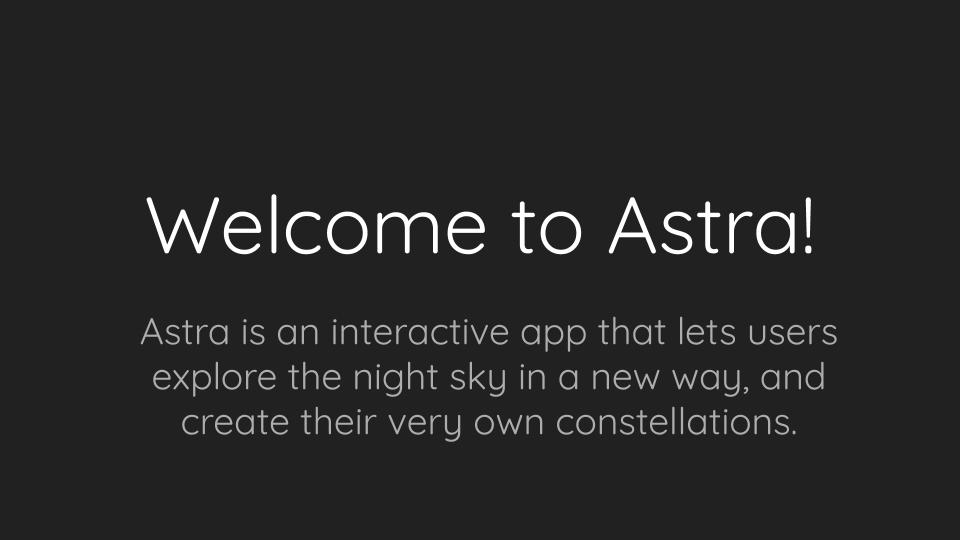 Welcome to Astra!
Astra is an interactive app that lets users
explore the night sky in a new way, and
create their very own constellations.